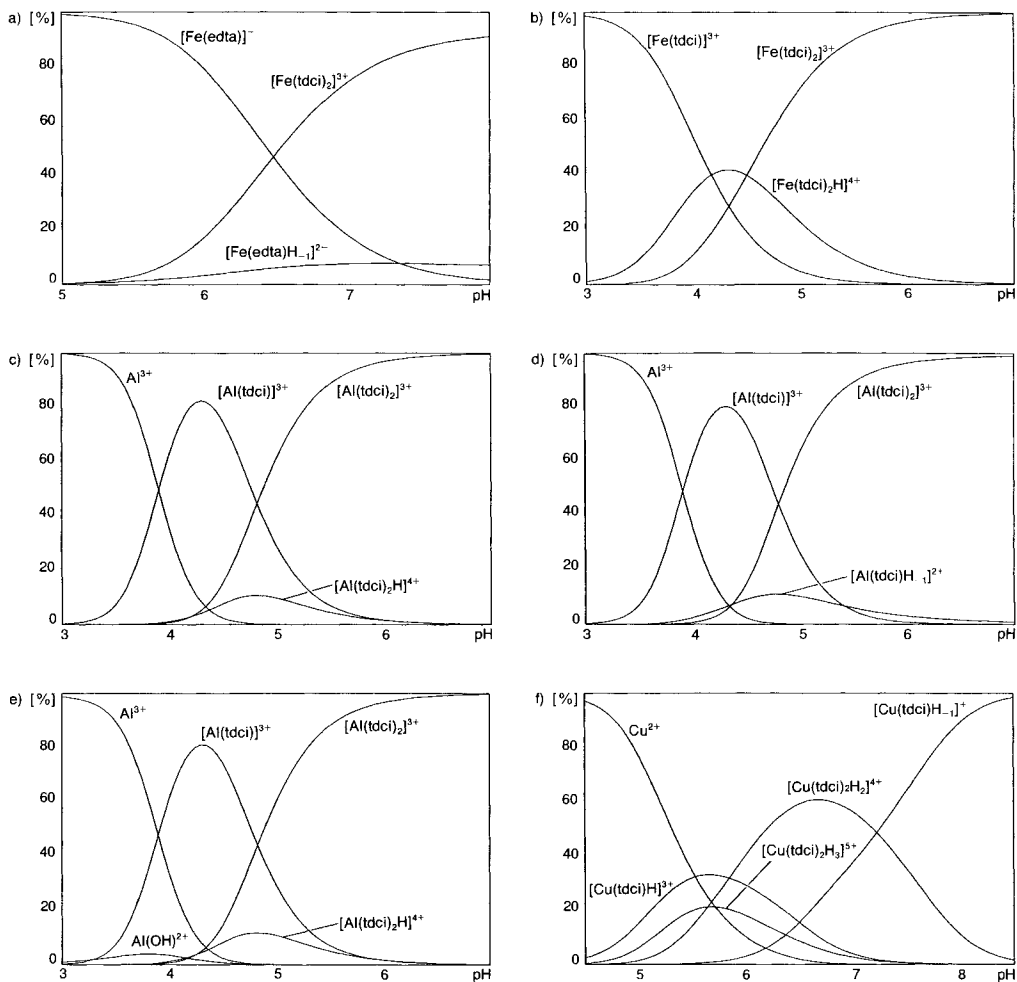 a) [%]
[Fe(edta)]⁻
[Fe(tdci)₂]³⁺
[Fe(edta)H₋₁]²⁻
80
60
40
20
0
5 6 7 pH
b) [%]
[Fe(tdci)]³⁺
[Fe(tdci)₂]³⁺
[Fe(tdci)₂H]⁴⁺
80
60
40
20
0
3 4 5 6 pH
c) [%]
Al³⁺
[Al(tdci)]³⁺
[Al(tdci)₂]³⁺
[Al(tdci)₂H]⁴⁺
80
60
40
20
0
3 4 5 6 pH
d) [%]
Al³⁺
[Al(tdci)]³⁺
[Al(tdci)₂]³⁺
[Al(tdci)H₋₁]²⁺
80
60
40
20
0
3 4 5 6 pH
e) [%]
Al³⁺
[Al(tdci)]³⁺
[Al(tdci)₂]³⁺
[Al(tdci)₂H]⁴⁺
Al(OH)²⁺
80
60
40
20
0
3 4 5 6 pH
f) [%]
[Cu(tdci)H₋₁]⁺
Cu²⁺
[Cu(tdci)₂H₂]⁴⁺
[Cu(tdci)₂H₃]⁵⁺
[Cu(tdci)H]³⁺
80
60
40
20
0
5 6 7 8 pH